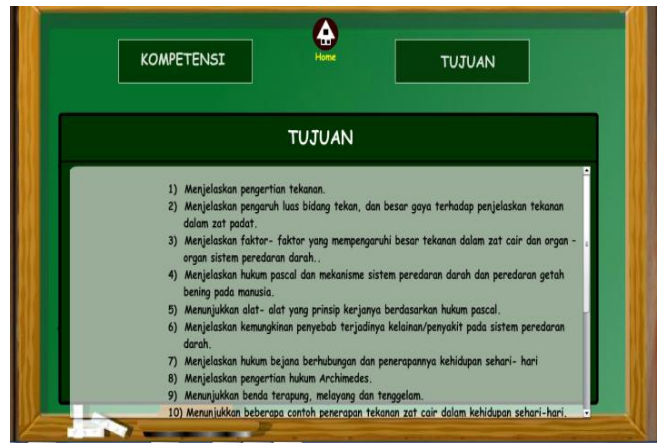 KOMPETENSI
Home
TUJUAN
TUJUAN
1) Menjelaskan pengertian tekanan.
2) Menjelaskan pengaruh luas bidang tekan, dan besar gaya terhadap penjelaskan tekanan
dalam zat padat.
3) Menjelaskan faktor- faktor yang mempengaruhi besar tekanan dalam zat cair dan organ -
organ sistem peredaran darah..
4) Menjelaskan hukum pascal dan mekanisme sistem peredaran darah dan peredaran getah
bening pada manusia.
5) Menunjukkan alat- alat yang prinsip kerjanya berdasarkan hukum pascal.
6) Menjelaskan kemungkinan penyebab terjadinya kelainan/penyakit pada sistem peredaran
darah.
7) Menjelaskan hukum bejana berhubungan dan penerapannya kehidupan sehari- hari
8) Menjelaskan pengertian hukum Archimedes.
9) Menunjukkan benda terapung, melayang dan tenggelam.
10) Menunjukkan beberapa contoh penerapan tekanan zat cair dalam kehidupan sehari-hari.